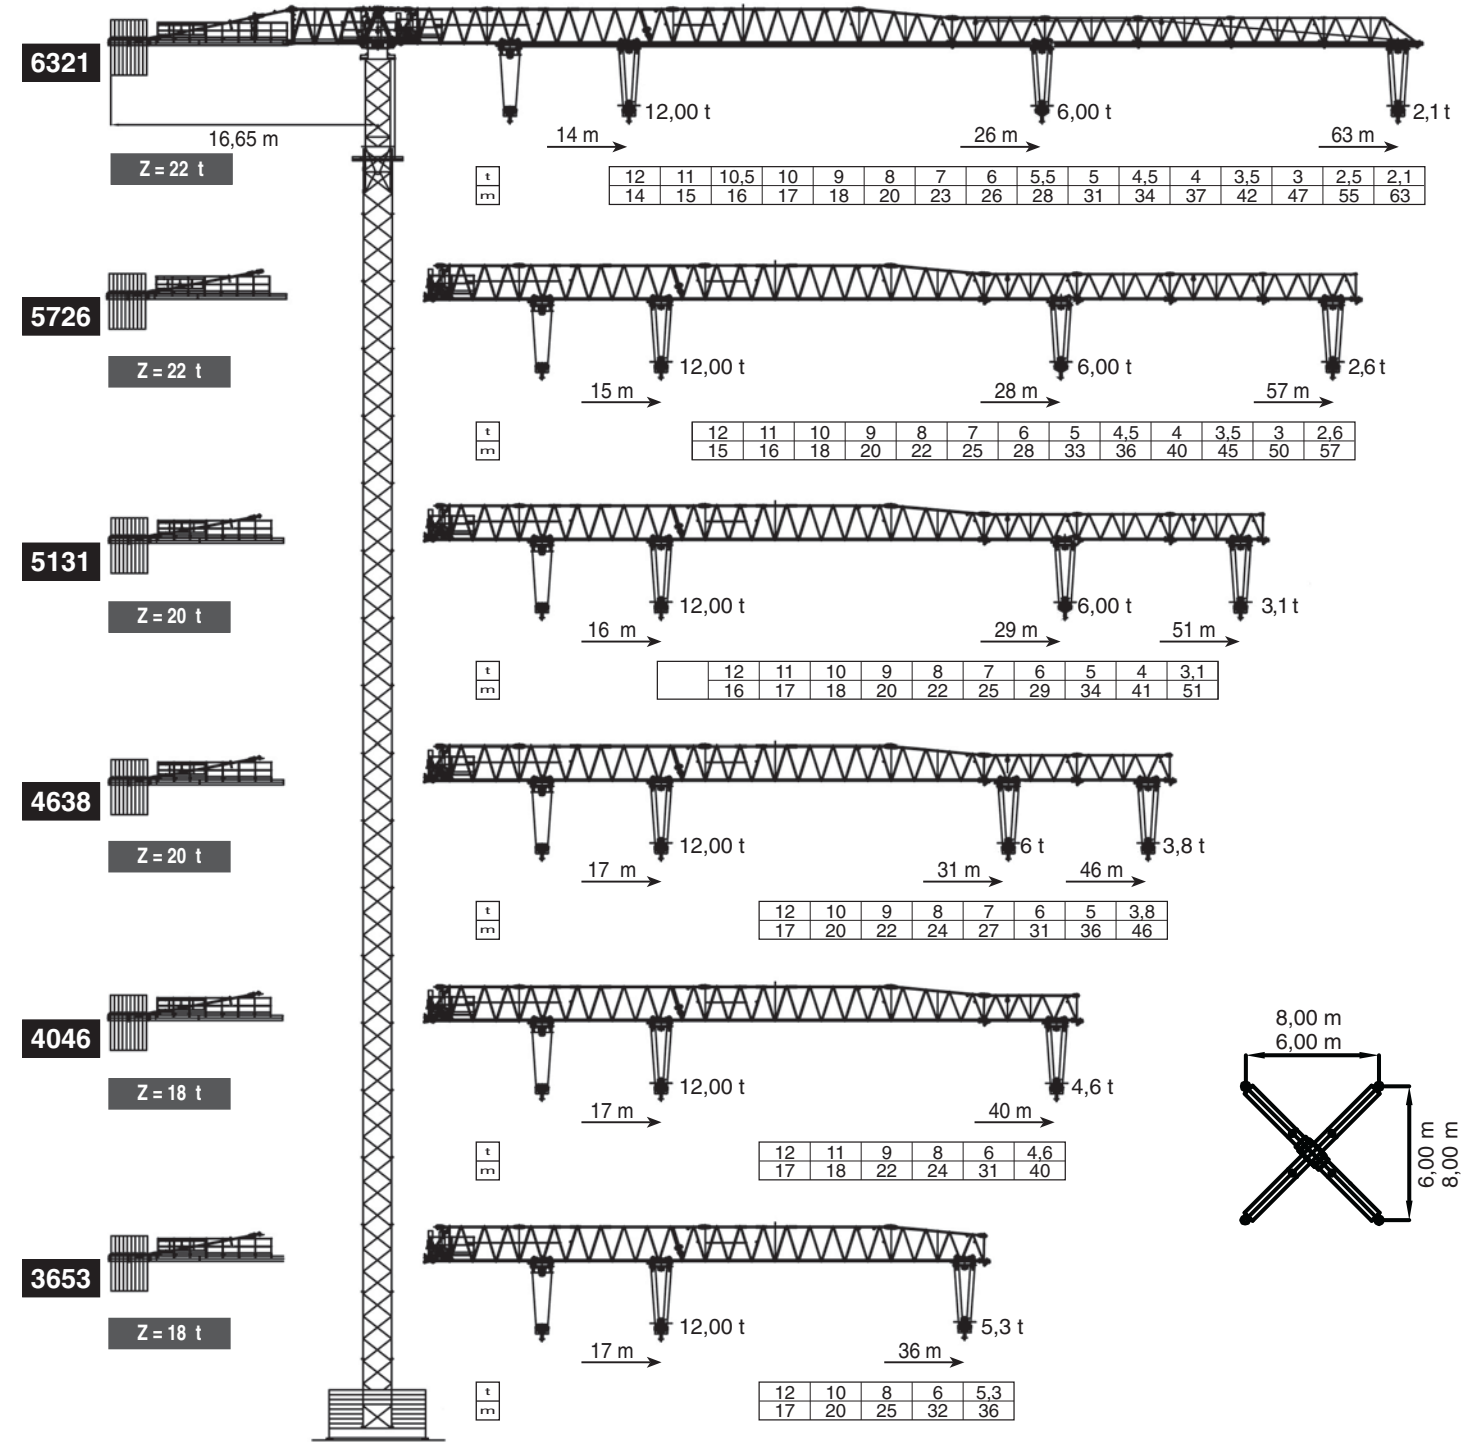 6321
12,00 t 6,00 t 2,1 t
16,65 m 14 m 26 m 63 m
Z = 22 t
t 12 11 10,5 10 9 8 7 6 5,5 5 4,5 4 3,5 3 2,5 2,1
m 14 15 16 17 18 20 23 26 28 31 34 37 42 47 55 63
5726
12,00 t 6,00 t 2,6 t
Z = 22 t
15 m 28 m 57 m
t 12 11 10 9 8 7 6 5 4,5 4 3,5 3 2,6
m 15 16 18 20 22 25 28 33 36 40 45 50 57
5131
12,00 t 6,00 t 3,1 t
Z = 20 t
16 m 29 m 51 m
t 12 11 10 9 8 7 6 5 4 3,1
m 16 17 18 20 22 25 29 34 41 51
4638
12,00 t 6 t 3,8 t
Z = 20 t
17 m 31 m 46 m
t 12 10 9 8 7 6 5 3,8
m 17 20 22 24 27 31 36 46
4046
12,00 t 4,6 t
Z = 18 t
17 m 40 m
t 12 11 9 8 6 4,6
m 17 18 22 24 31 40
8,00 m
6,00 m
6,00 m
8,00 m
3653
12,00 t 5,3 t
Z = 18 t
17 m 36 m
t 12 10 8 6 5,3
m 17 20 25 32 36